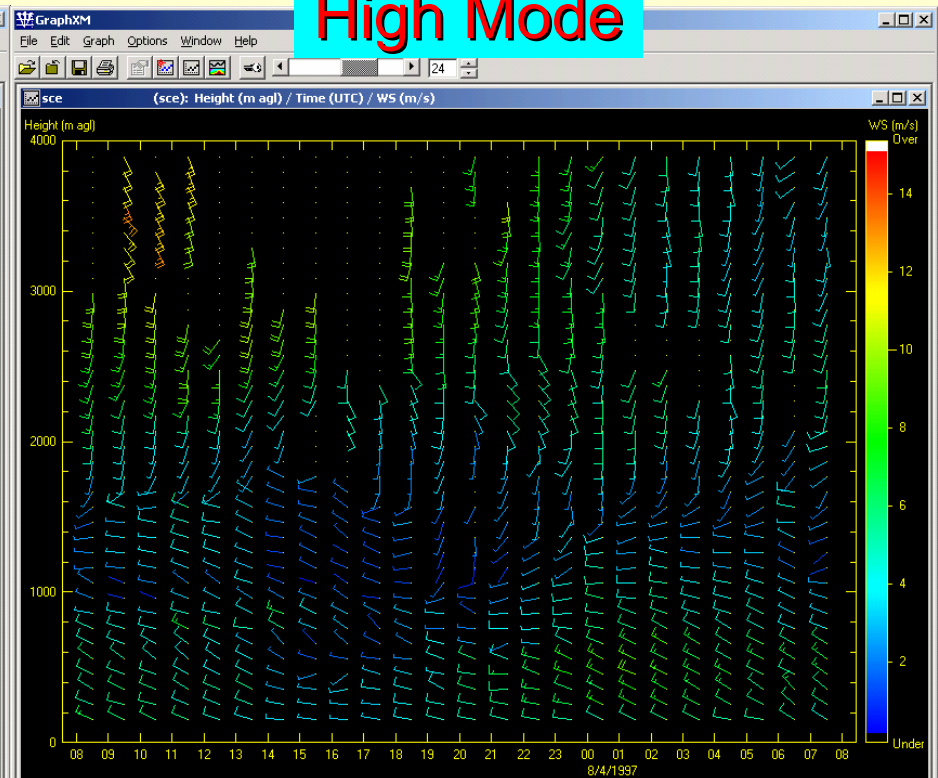 High Mode
GraphXM
File Edit Graph Options Window Help
24
sce (sce): Height (m agl) / Time (UTC) / WS (m/s)
Height (m agl)
WS (m/s)
4000
3000
2000
1000
0
Over
14
12
10
8
6
4
2
Under
08 09 10 11 12 13 14 15 16 17 18 19 20 21 22 23 00 01 02 03 04 05 06 07 08
8/4/1997